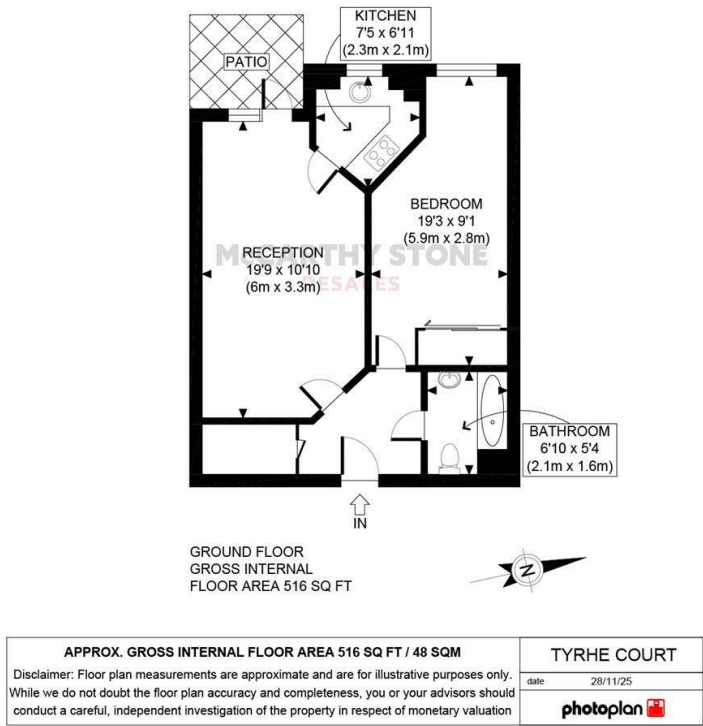 KITCHEN
7'5 x 6'11
(2.3m x 2.1m)
PATIO
BEDROOM
19'3 x 9'1
(5.9m x 2.8m)
McCARTHY STONE
RESALES
RECEPTION
19'9 x 10'10
(6m x 3.3m)
BATHROOM
6'10 x 5'4
(2.1m x 1.6m)
IN
GROUND FLOOR
GROSS INTERNAL
FLOOR AREA 516 SQ FT
N
APPROX. GROSS INTERNAL FLOOR AREA 516 SQ FT / 48 SQM
Disclaimer: Floor plan measurements are approximate and are for illustrative purposes only.
While we do not doubt the floor plan accuracy and completeness, you or your advisors should
conduct a careful, independent investigation of the property in respect of monetary valuation
TYRHE COURT
date 28/11/25
photoplan